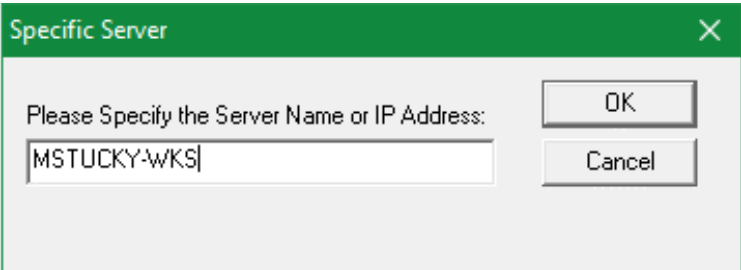 Specific Server
Please Specify the Server Name or IP Address:
OK
MSTUCKY-WKS
Cancel